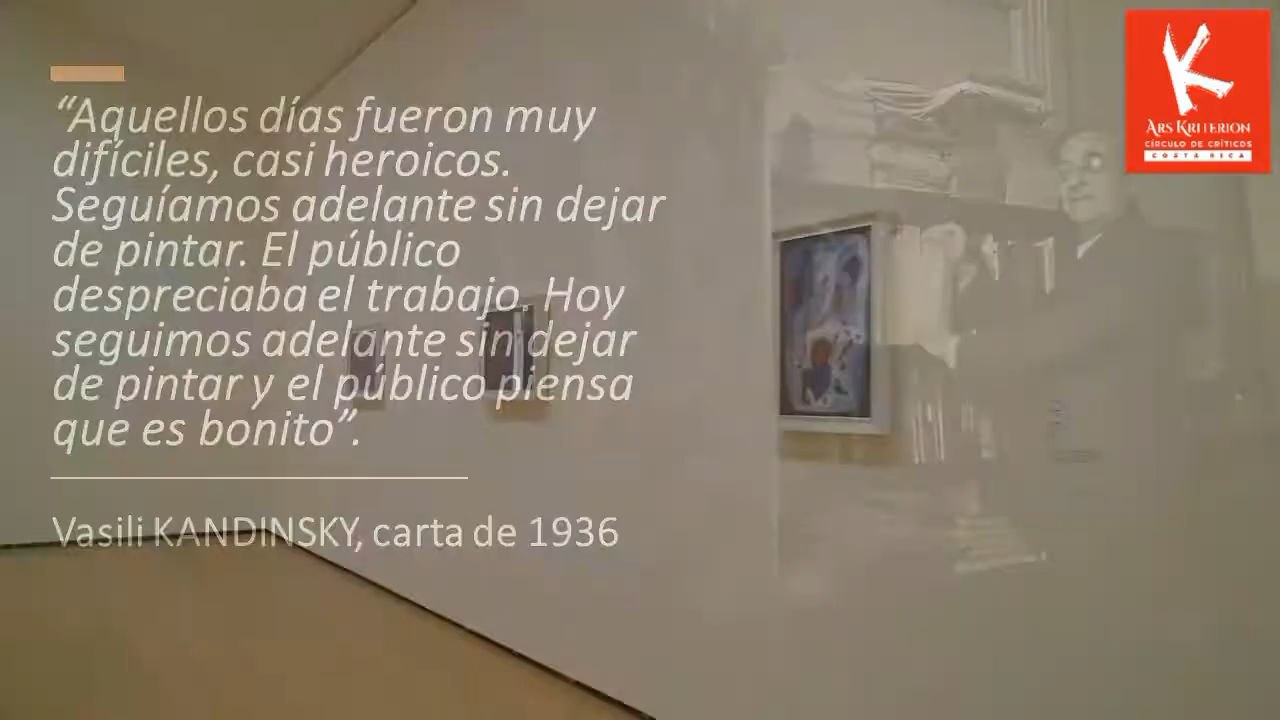 “Aquellos días fueron muy
difíciles, casi heroicos.
Seguíamos adelante sin dejar
de pintar. El público
despreciaba el trabajo. Hoy
seguimos adelante sin dejar
de pintar y el público piensa
que es bonito”.
Vasili KANDINSKY, carta de 1936
K
ARS KRITERION
CÍRCULO DE CRÍTICOS
COSTA RICA